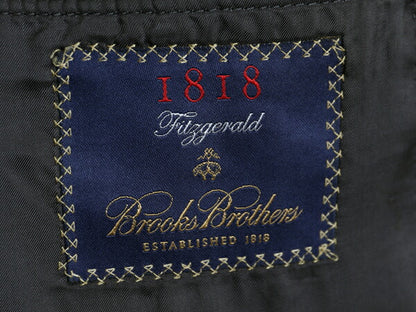 1818
Fitzgerald
Brooks Brothers
ESTABLISHED 1818